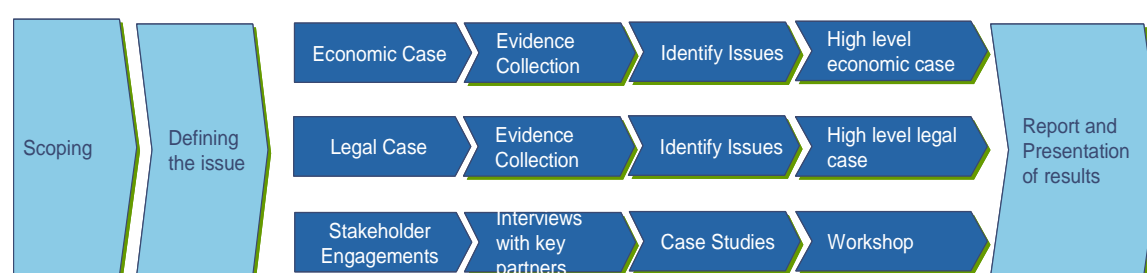 Scoping
Defining
the issue
Economic Case
Evidence
Collection
Identify Issues
High level
economic case
Legal Case
Evidence
Collection
Identify Issues
High level legal
case
Stakeholder
Engagements
Interviews
with key
partners
Case Studies
Workshop
Report and
Presentation
of results